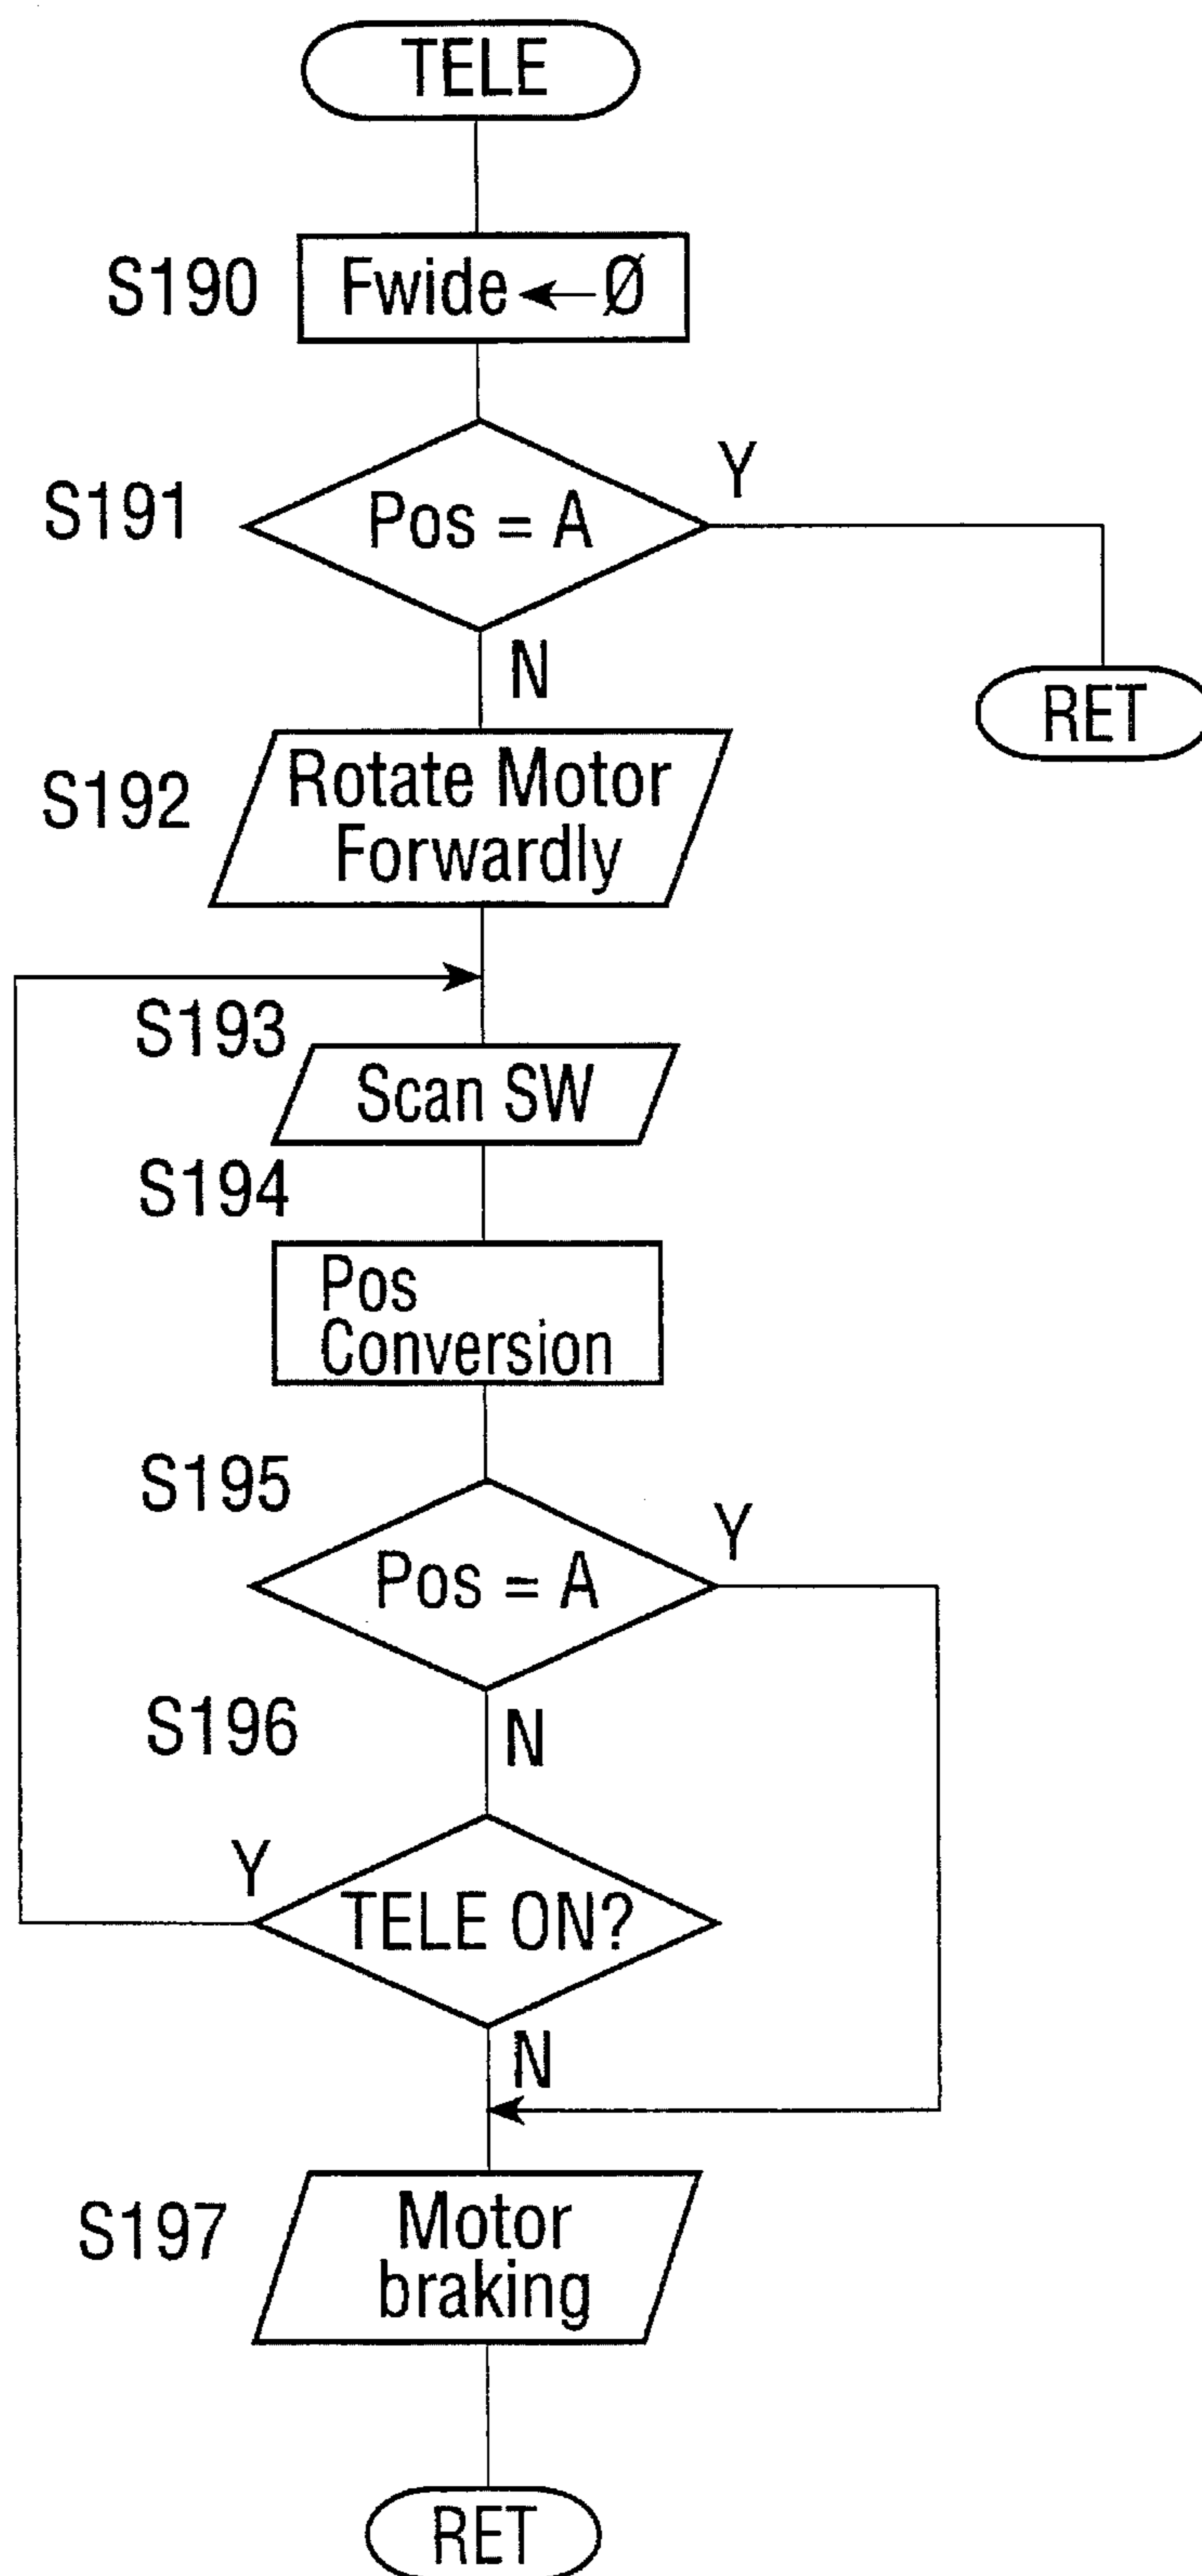 TELE
S190
Fwide ← Ø
S191
Pos = A
Y
N
RET
S192
Rotate Motor
Forwardly
S193
Scan SW
S194
Pos
Conversion
S195
Pos = A
Y
S196
N
Y
TELE ON?
N
S197
Motor
braking
RET